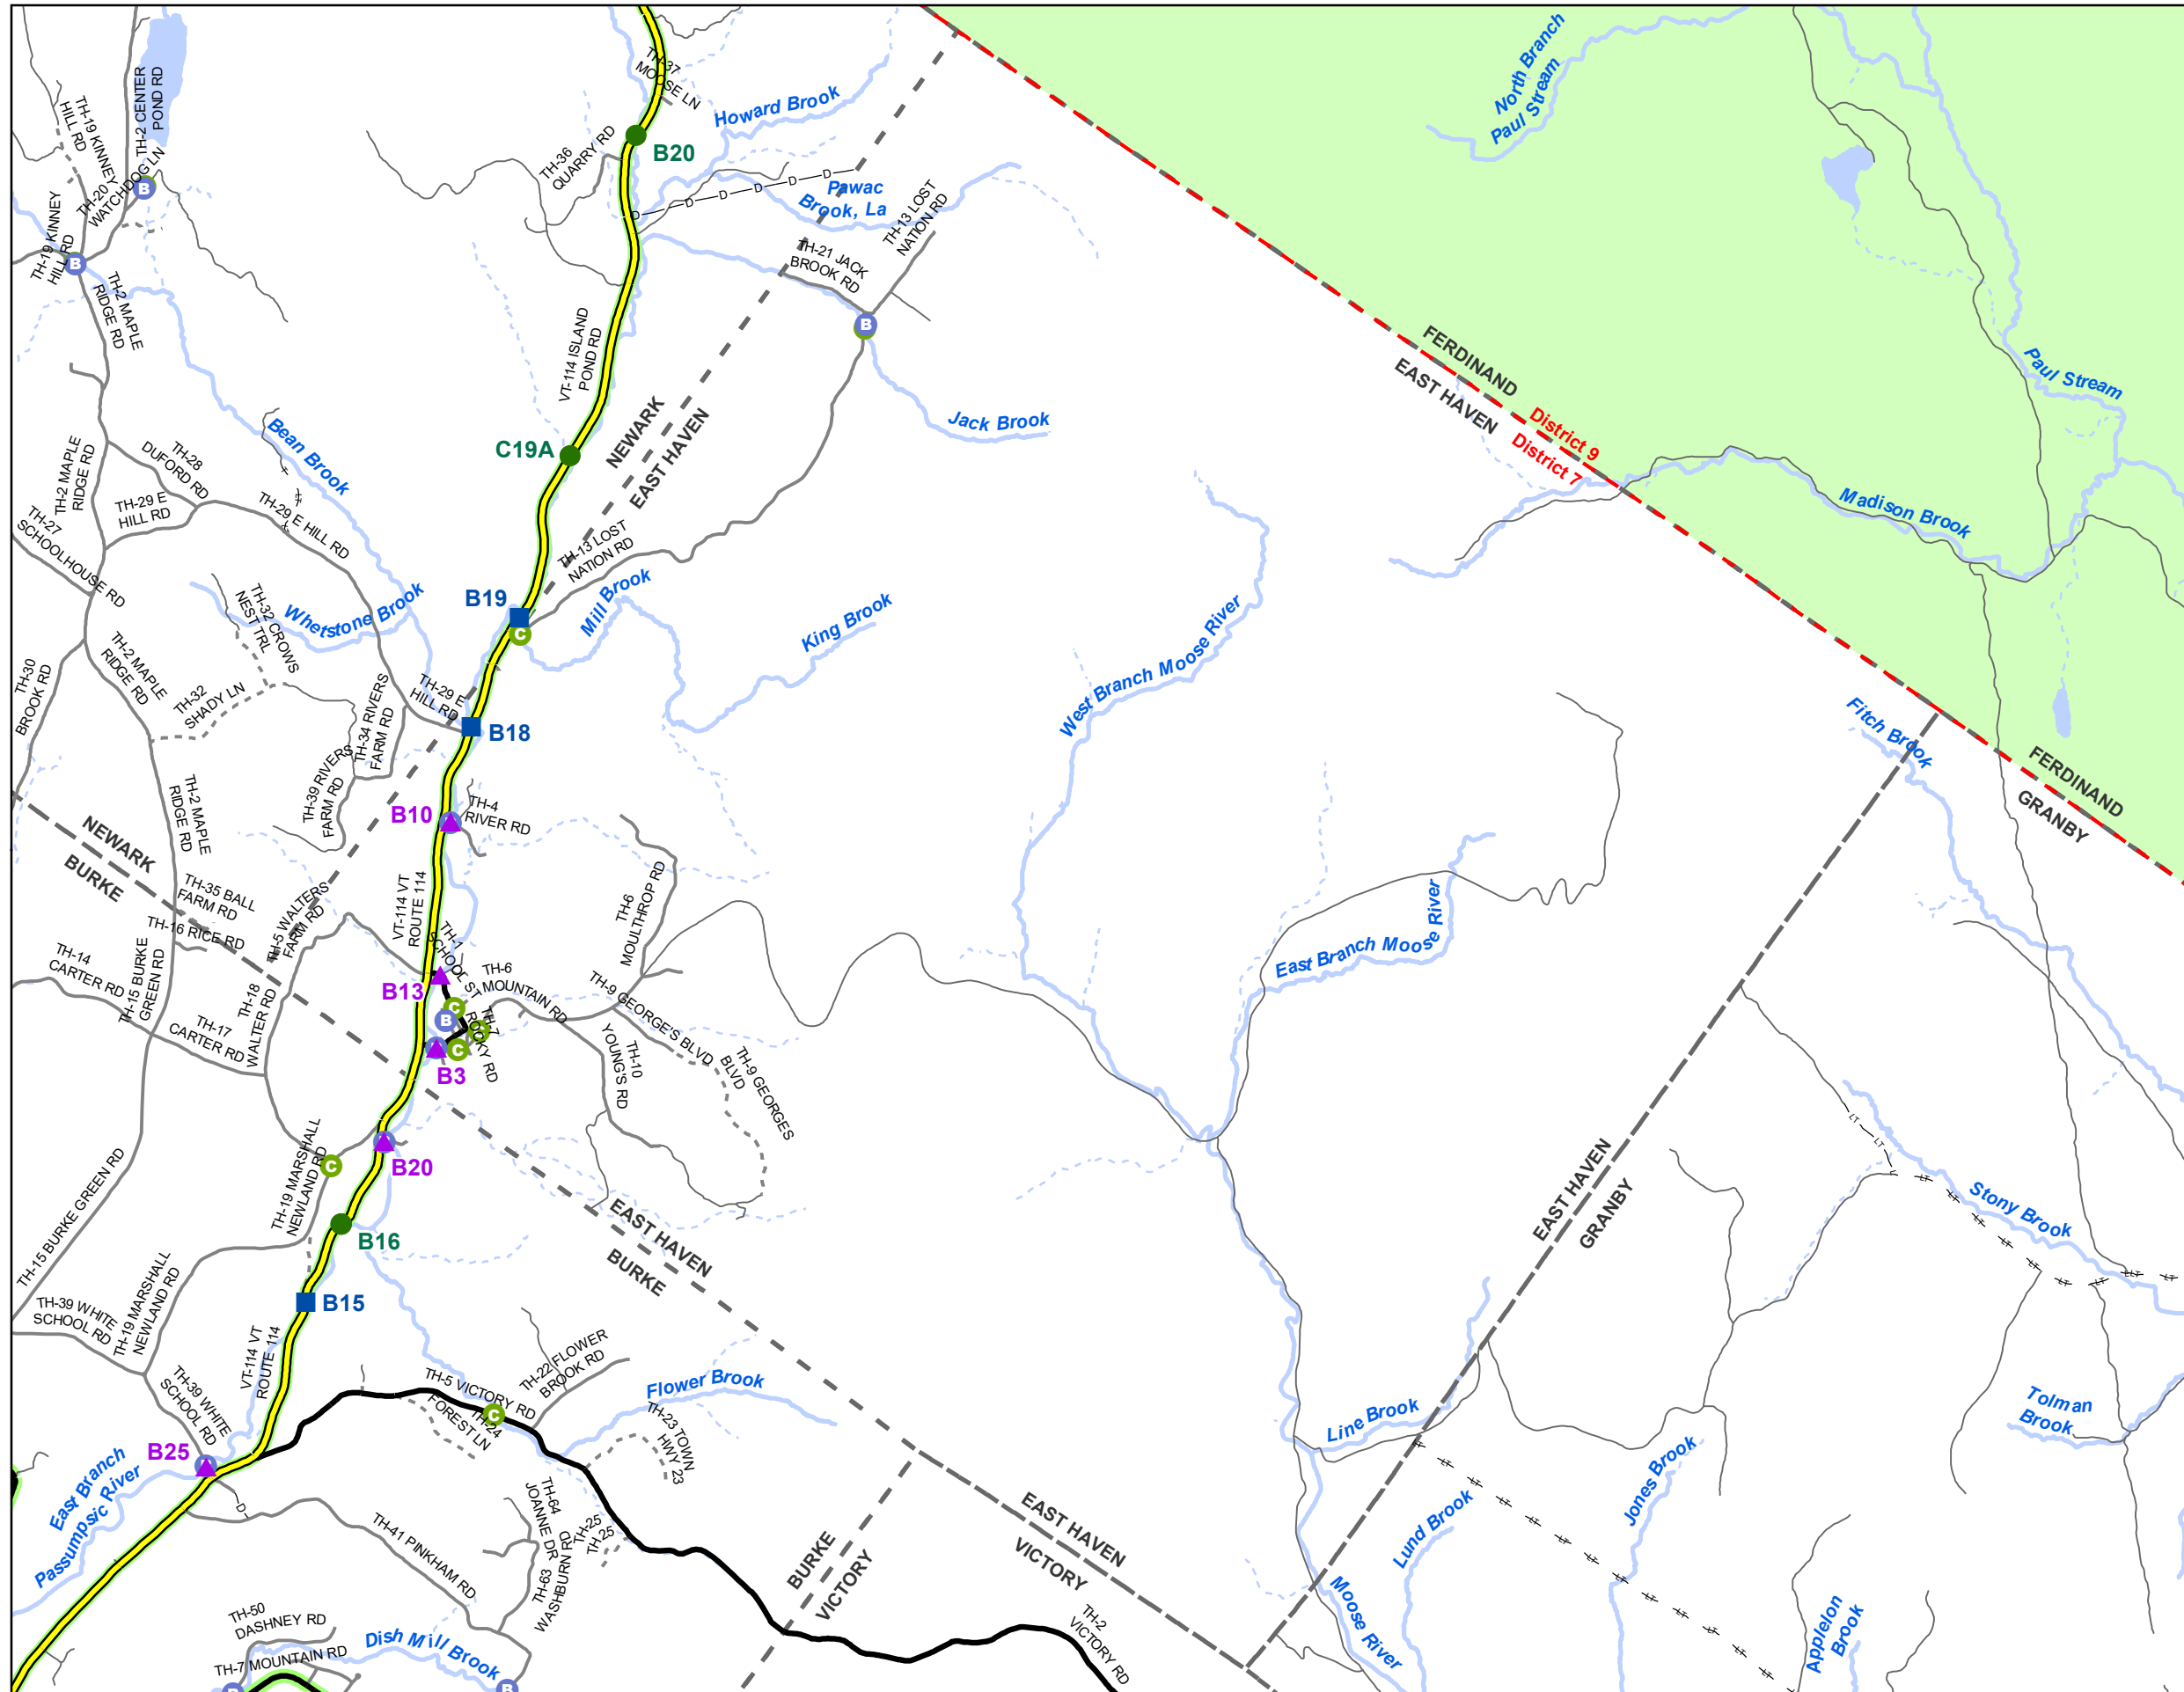 TH-37
MOOSE LN
Howard Brook
B20
TH-36
QUARRY RD
North Branch
Paul Stream
TH-19 KINNEY
HILL RD
TH-2 CENTER
POND RD
TH-20
WATCHDOG LN
B
TH-19 KINNEY
HILL RD
B
TH-2 MAPLE
RIDGE RD
D
D
D
D
D
Pawac
Brook, La
TH-13 LOST
NATION RD
TH-21 JACK
BROOK RD
B
VT-114 ISLAND
POND RD
Jack Brook
NEWARK
EAST HAVEN
FERDINAND
EAST HAVEN
District 9
District 7
Paul Stream
Madison Brook
C19A
Bean Brook
TH-28
DUFORD RD
TH-2 MAPLE
RIDGE RD
TH-29 E
HILL RD
TH-29 E HILL RD
TH-27
SCHOOLHOUSE RD
TH-13 LOST
NATION RD
B19
C
Mill Brook
King Brook
Whetstone Brook
TH-32 CROWS
NEST TRL
TH-2 MAPLE
RIDGE RD
TH-30
BROOK RD
TH-32
SHADY LN
TH-29 E
HILL RD
B18
TH-34 RIVERS
FARM RD
TH-39 RIVERS
FARM RD
West Branch Moose River
Fitch Brook
FERDINAND
GRANBY
B10
TH-4
RIVER RD
TH-2 MAPLE
RIDGE RD
NEWARK
BURKE
TH-35 BALL
FARM RD
TH-16 RICE RD
TH-5 WALTERS
FARM RD
VT-114 VT
ROUTE 114
TH-6
MOULTHROP RD
East Branch Moose River
TH-14
CARTER RD
TH-15 BURKE
GREEN RD
TH-18
WALTER RD
TH-17
CARTER RD
TH-1
SCHOOL ST
B13
TH-6
MOUNTAIN RD
C
B
C
C
TH-7
ROCKY RD
B3
TH-9 GEORGE'S BLVD
TH-10
YOUNG'S RD
TH-9 GEORGES
BLVD
B20
TH-19 MARSHALL
NEWLAND RD
C
B16
TH-15 BURKE GREEN RD
EAST HAVEN
BURKE
EAST HAVEN
GRANBY
LT
LT
Stony Brook
B15
TH-39 WHITE
SCHOOL RD
TH-19 MARSHALL
NEWLAND RD
VT-114 VT
ROUTE 114
TH-39 WHITE
SCHOOL RD
TH-5 VICTORY RD
C
TH-24
FOREST LN
TH-22 FLOWER
BROOK RD
Flower Brook
TH-23 TOWN
HWY 23
Line Brook
Tolman
Brook
B25
East Branch
Passumpsic River
D
TH-64
JOANNE DR
TH-25
TH 25
TH-41 PINKHAM RD
TH-63
WASHBURN RD
EAST HAVEN
VICTORY
BURKE
VICTORY
Lund Brook
Jones Brook
Moose River
Applelon
Brook
TH-2
VICTORY RD
TH-50
DASHNEY RD
TH-7 MOUNTAIN RD
Dish Mill Brook
B
B